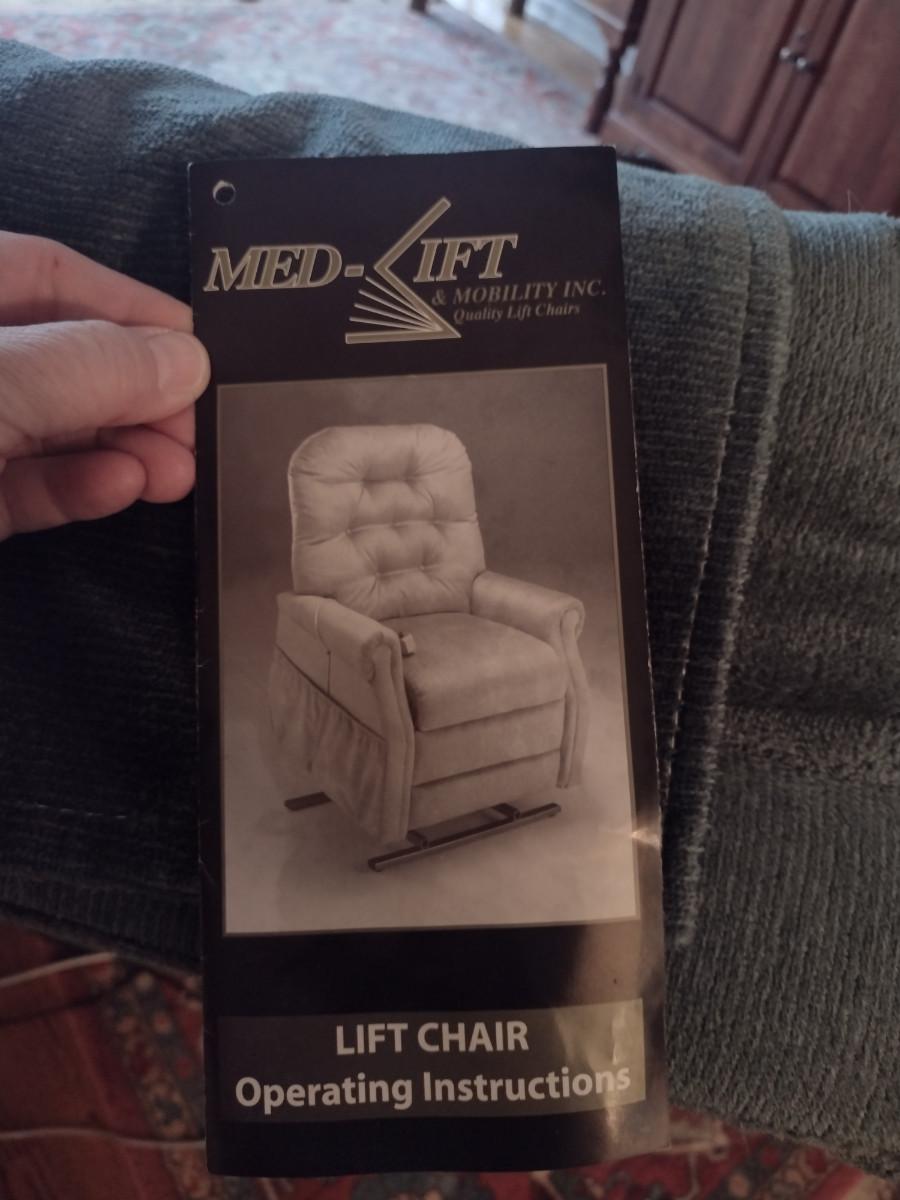 MED-LIFT
& MOBILITY INC.
Quality Lift Chairs
LIFT CHAIR
Operating Instructions